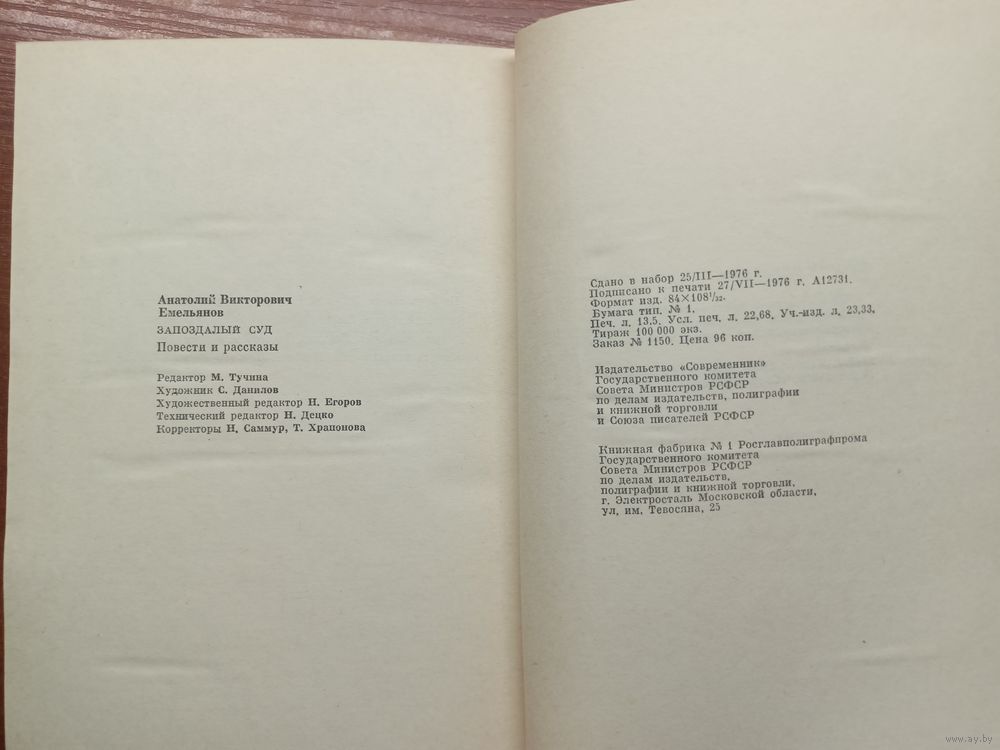 Анатолий Викторович
Емельянов
ЗАПОЗДАЛЫЙ СУД
Повести и рассказы
Редактор М. Тучина
Художник С. Данилов
Художественный редактор Н. Егоров
Технический редактор Н. Децко
Корректоры Н. Саммур, Т. Храпонова
Сдано в набор 25/III—1976 г.
Подписано к печати 27/VII—1976 г. А12731.
Формат изд. 84×108¹/₃₂.
Бумага тип. № 1.
Печ. л. 13,5. Усл. печ. л. 22,68. Уч.-изд. л. 23,33.
Тираж 100 000 экз.
Заказ № 1150. Цена 96 коп.
Издательство «Современник»
Государственного комитета
Совета Министров РСФСР
по делам издательств, полиграфии
и книжной торговли
и Союза писателей РСФСР
Книжная фабрика № 1 Росглавполиграфпрома
Государственного комитета
Совета Министров РСФСР
по делам издательств,
полиграфии и книжной торговли,
г. Электросталь Московской области,
ул. им. Тевосяна, 25
www.ay.by